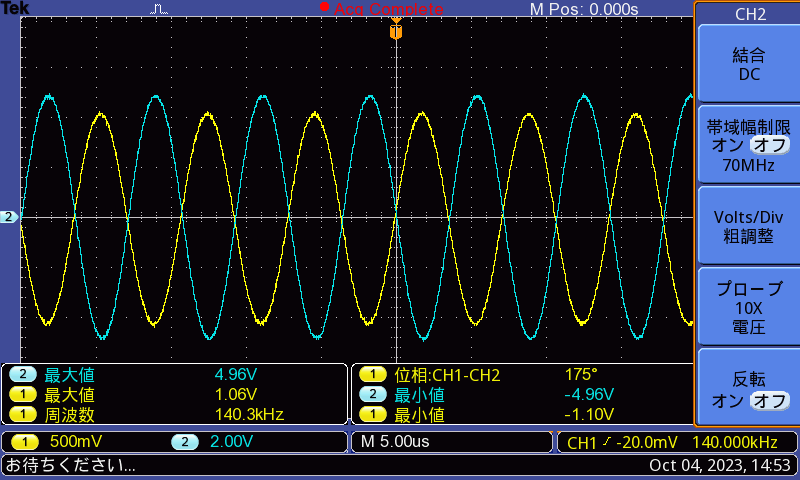 Tek
Acq Complete
M Pos: 0.000s
CH2
結合
DC
帯域幅制限
オン オフ
70MHz
Volts/Div
粗調整
プローブ
10X
電圧
反転
オン オフ
2
2 最大値 4.96V
1 最大値 1.06V
1 周波数 140.3kHz
1 位相:CH1-CH2 175°
2 最小値 -4.96V
1 最小値 -1.10V
1 500mV 2 2.00V
M 5.00us
CH1 -20.0mV 140.000kHz
お待ちください...
Oct 04, 2023, 14:53